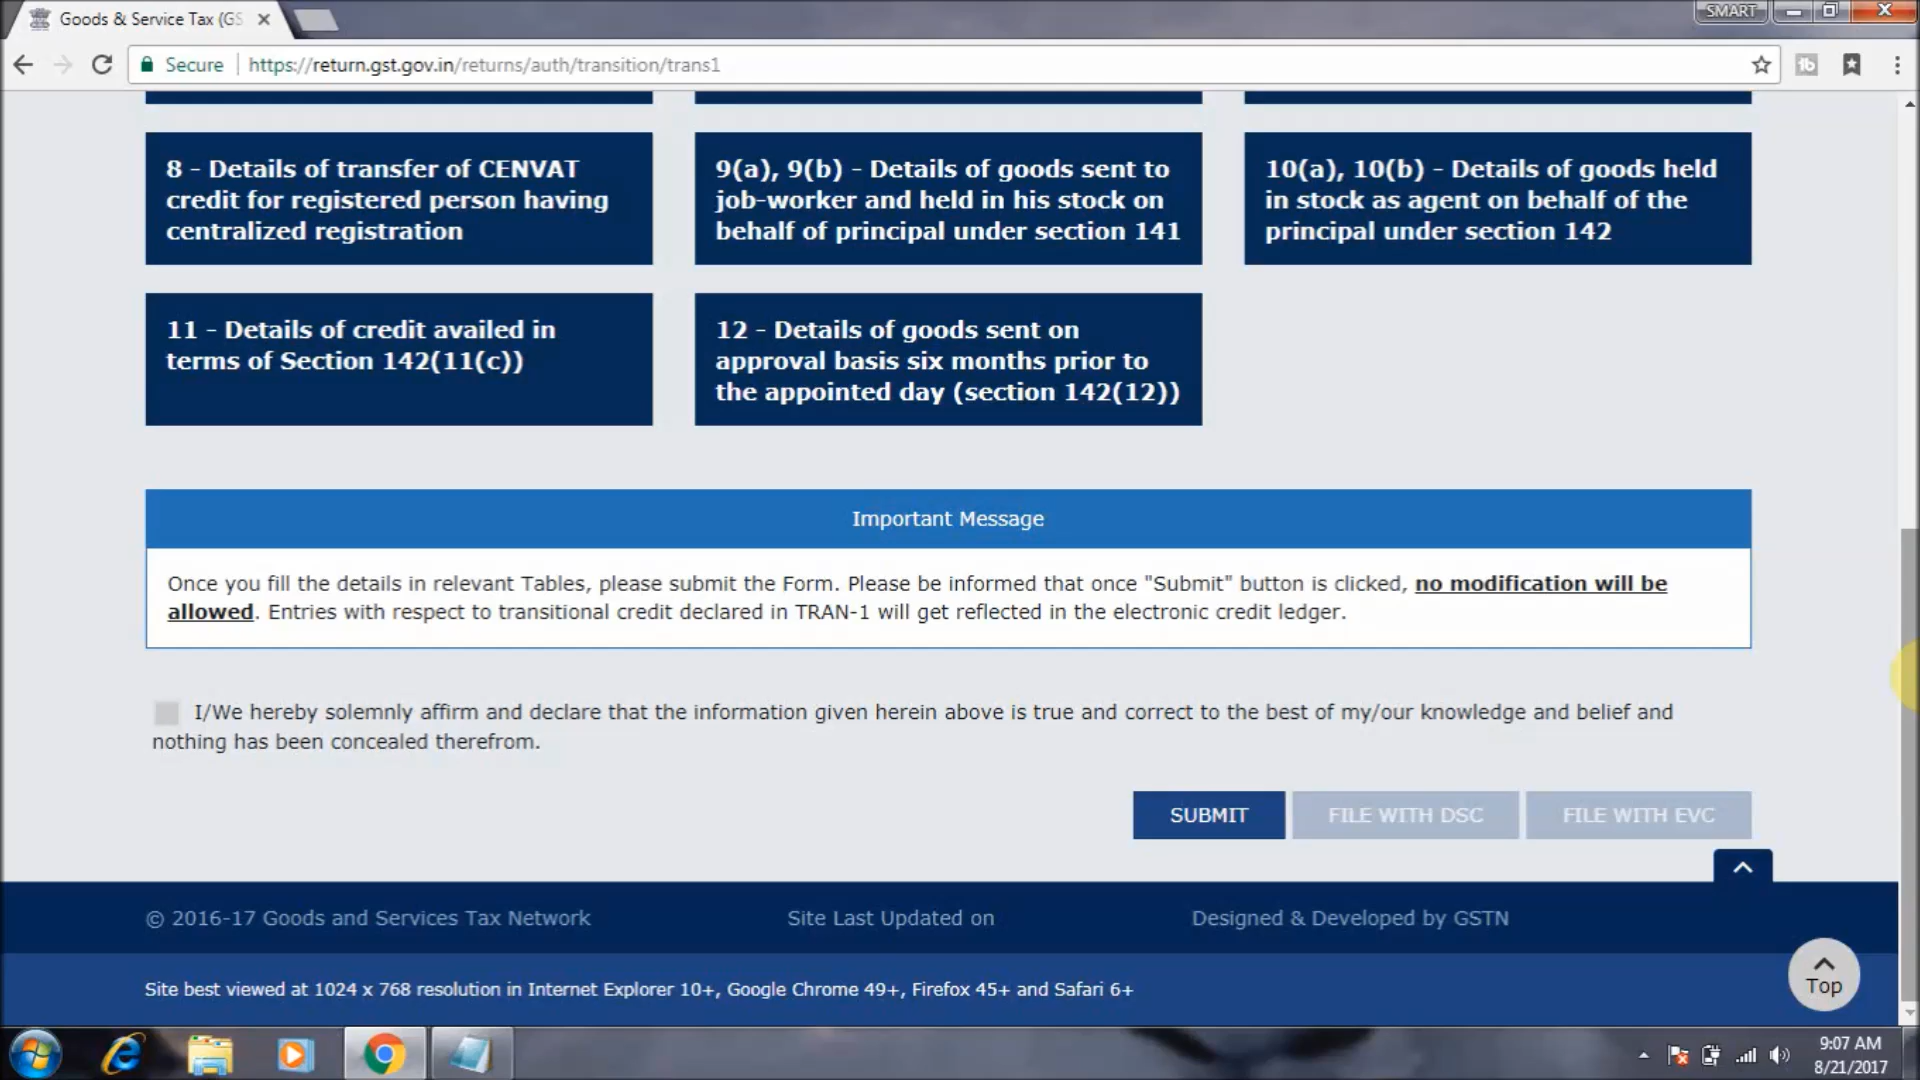 Goods & Service Tax (GS
SMART
Secure
https://return.gst.gov.in/returns/auth/transition/trans1
8 - Details of transfer of CENVAT
credit for registered person having
centralized registration
9(a), 9(b) - Details of goods sent to
job-worker and held in his stock on
behalf of principal under section 141
10(a), 10(b) - Details of goods held
in stock as agent on behalf of the
principal under section 142
11 - Details of credit availed in
terms of Section 142(11(c))
12 - Details of goods sent on
approval basis six months prior to
the appointed day (section 142(12))
Important Message
Once you fill the details in relevant Tables, please submit the Form. Please be informed that once "Submit" button is clicked, no modification will be
allowed. Entries with respect to transitional credit declared in TRAN-1 will get reflected in the electronic credit ledger.
I/We hereby solemnly affirm and declare that the information given herein above is true and correct to the best of my/our knowledge and belief and
nothing has been concealed therefrom.
SUBMIT
FILE WITH DSC
FILE WITH EVC
© 2016-17 Goods and Services Tax Network
Site Last Updated on
Designed & Developed by GSTN
Top
Site best viewed at 1024 x 768 resolution in Internet Explorer 10+, Google Chrome 49+, Firefox 45+ and Safari 6+
9:07 AM
8/21/2017